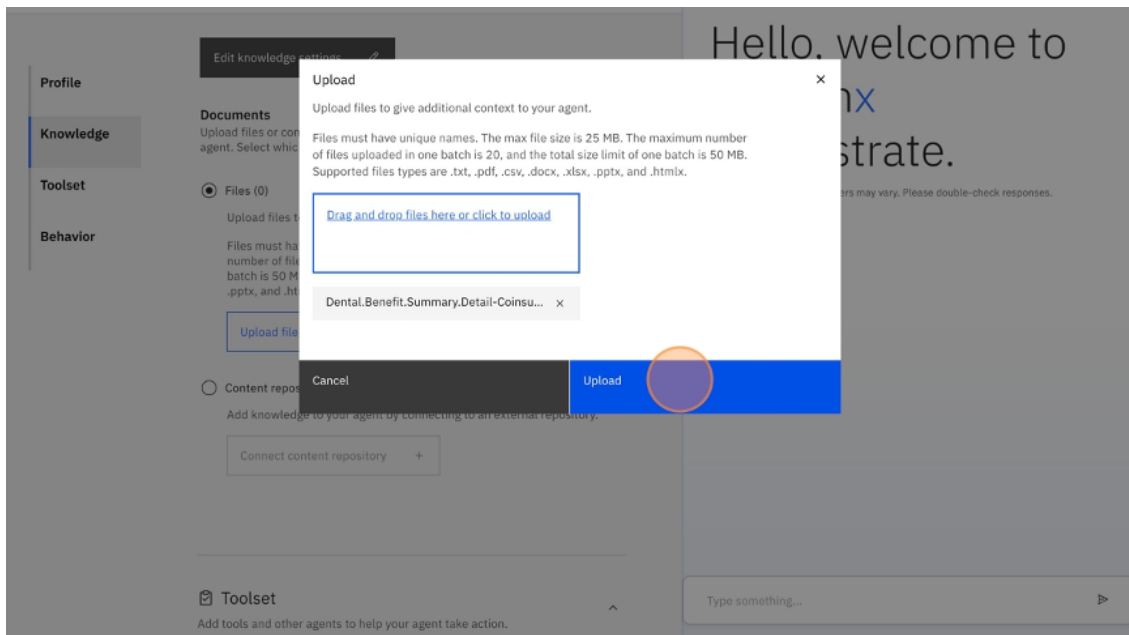 Hello, welcome to
nx
strate.
ers may vary. Please double-check responses.
Edit knowledge settings
Profile
Knowledge
Toolset
Behavior
Documents
Upload files or con
agent. Select whic
Files (0)
Upload files t
Files must ha
number of file
batch is 50 M
.pptx, and .ht
Upload file
Content repos
Add knowledge to your agent by connecting to an external repository.
Connect content repository +
Upload
Upload files to give additional context to your agent.
Files must have unique names. The max file size is 25 MB. The maximum number
of files uploaded in one batch is 20, and the total size limit of one batch is 50 MB.
Supported files types are .txt, .pdf, .csv, .docx, .xlsx, .pptx, and .htmlx.
Drag and drop files here or click to upload
Dental.Benefit.Summary.Detail-Coinsu...
Cancel
Upload
Toolset
Add tools and other agents to help your agent take action.
Type something...